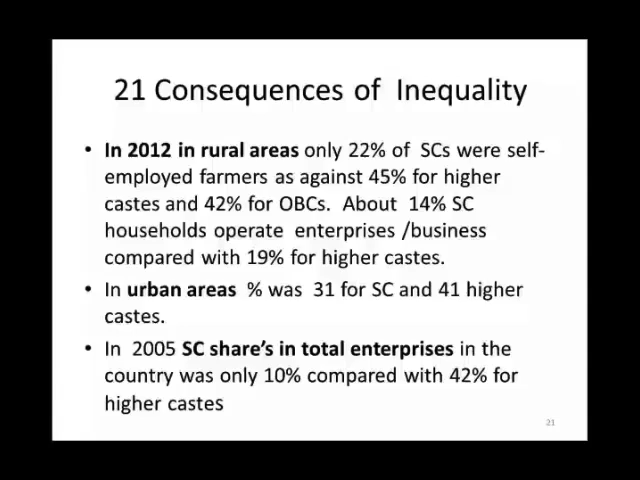 21 Consequences of Inequality
• In 2012 in rural areas only 22% of SCs were self-
employed farmers as against 45% for higher
castes and 42% for OBCs. About 14% SC
households operate enterprises /business
compared with 19% for higher castes.
• In urban areas % was 31 for SC and 41 higher
castes.
• In 2005 SC share's in total enterprises in the
country was only 10% compared with 42% for
higher castes
21